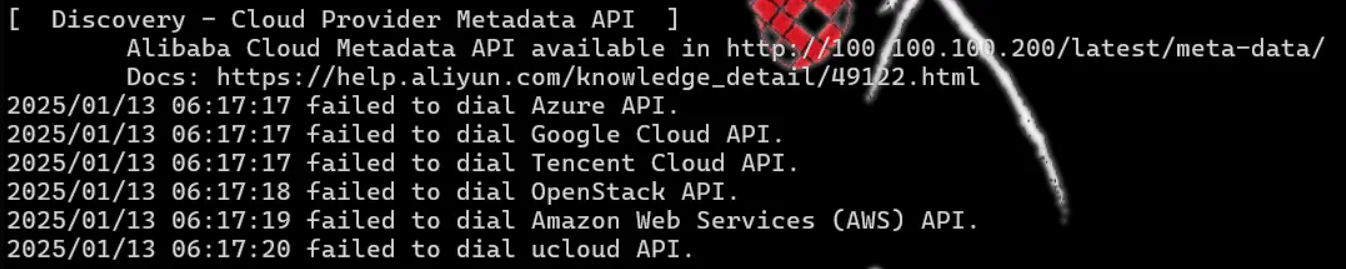 [  Discovery - Cloud Provider Metadata API  ]
        Alibaba Cloud Metadata API available in http://100.100.100.200/latest/meta-data/
        Docs: https://help.aliyun.com/knowledge_detail/49122.html
2025/01/13 06:17:17 failed to dial Azure API.
2025/01/13 06:17:17 failed to dial Google Cloud API.
2025/01/13 06:17:17 failed to dial Tencent Cloud API.
2025/01/13 06:17:18 failed to dial OpenStack API.
2025/01/13 06:17:19 failed to dial Amazon Web Services (AWS) API.
2025/01/13 06:17:20 failed to dial ucloud API.